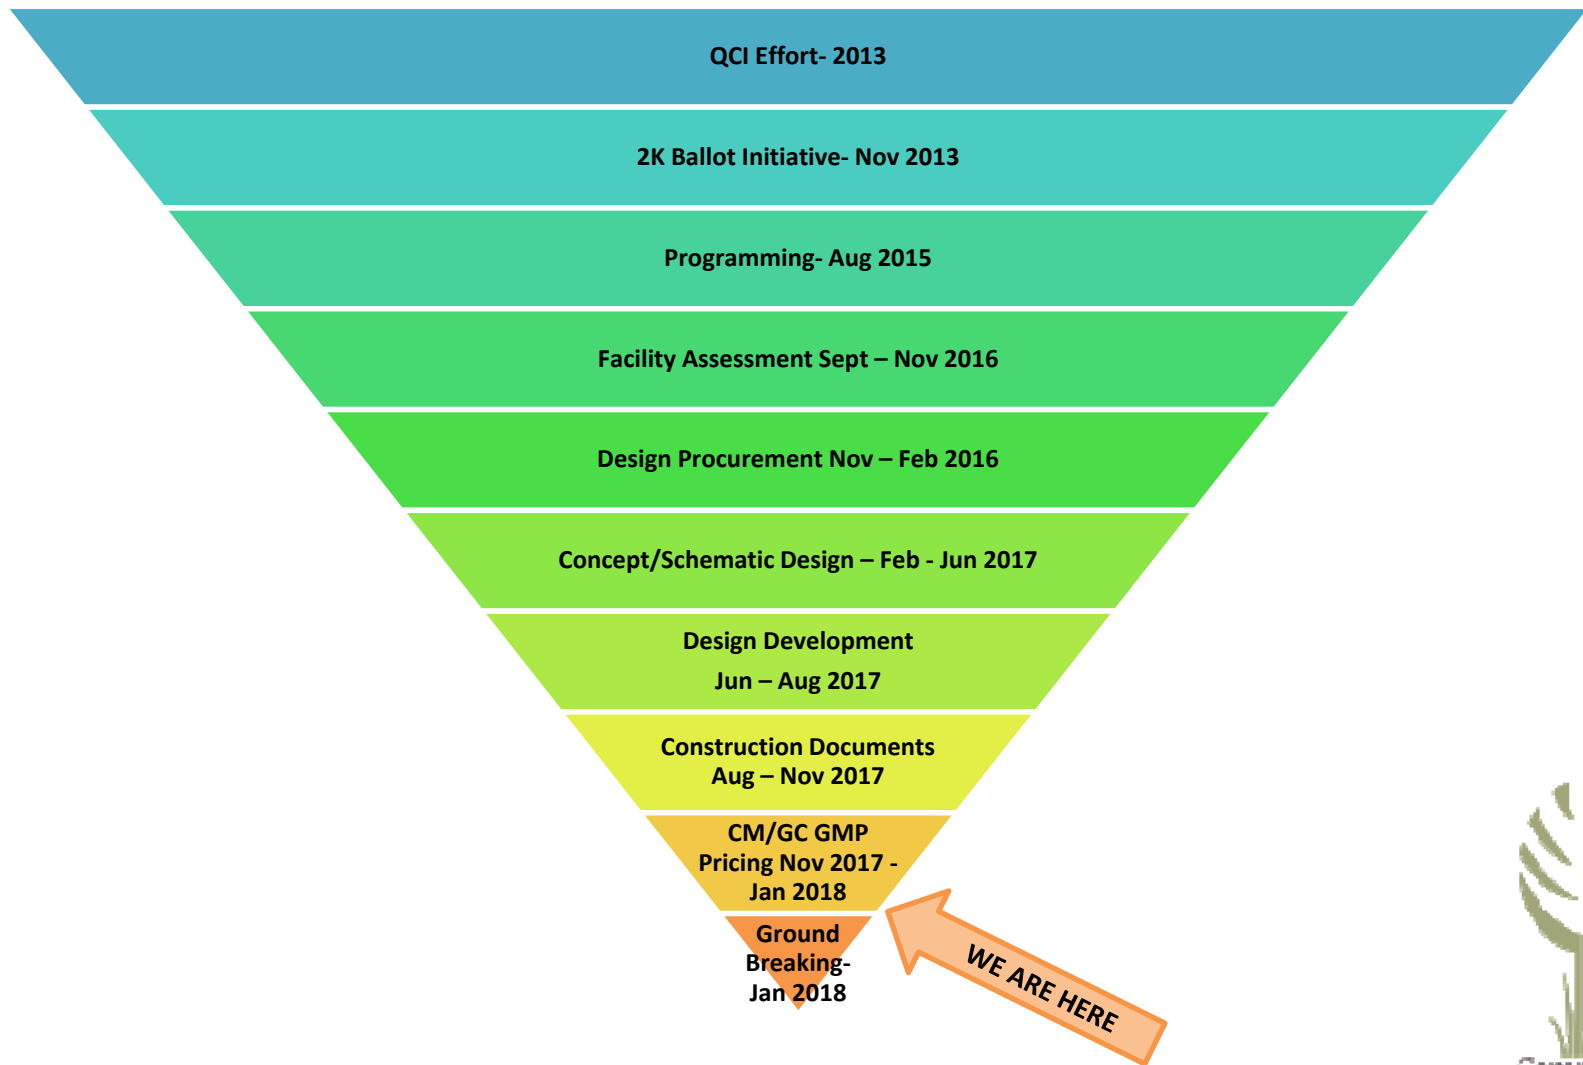 QCI Effort- 2013
2K Ballot Initiative- Nov 2013
Programming- Aug 2015
Facility Assessment Sept – Nov 2016
Design Procurement Nov – Feb 2016
Concept/Schematic Design – Feb - Jun 2017
Design Development
Jun – Aug 2017
Construction Documents
Aug – Nov 2017
CM/GC GMP
Pricing Nov 2017 -
Jan 2018
Ground
Breaking-
Jan 2018
WE ARE HERE